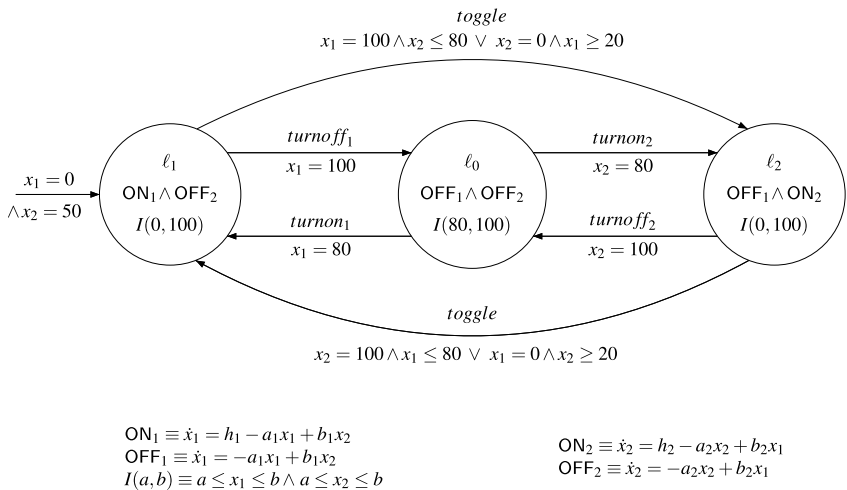 toggle
x₁ = 100 ∧ x₂ ≤ 80 ∨ x₂ = 0 ∧ x₁ ≥ 20
turnoff₁
x₁ = 100
turnon₂
x₂ = 80
x₁ = 0
∧ x₂ = 50
ℓ₁
ON₁ ∧ OFF₂
I(0,100)
ℓ₀
OFF₁ ∧ OFF₂
I(80,100)
ℓ₂
OFF₁ ∧ ON₂
I(0,100)
turnon₁
x₁ = 80
turnoff₂
x₂ = 100
toggle
x₂ = 100 ∧ x₁ ≤ 80 ∨ x₁ = 0 ∧ x₂ ≥ 20
ON₁ ≡ ẋ₁ = h₁ − a₁x₁ + b₁x₂
OFF₁ ≡ ẋ₁ = −a₁x₁ + b₁x₂
I(a,b) ≡ a ≤ x₁ ≤ b ∧ a ≤ x₂ ≤ b
ON₂ ≡ ẋ₂ = h₂ − a₂x₂ + b₂x₁
OFF₂ ≡ ẋ₂ = −a₂x₂ + b₂x₁